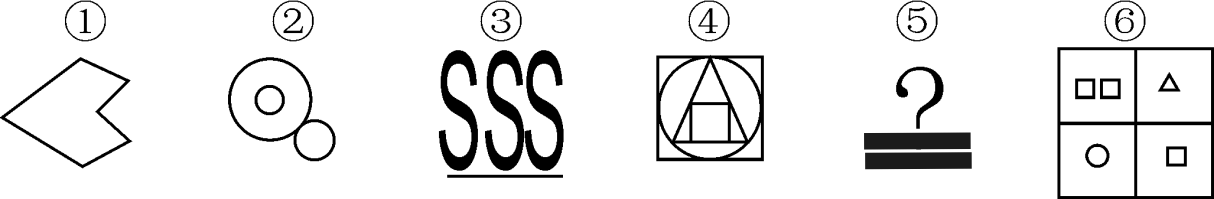 ① ② ③ ④ ⑤ ⑥
SSS
?